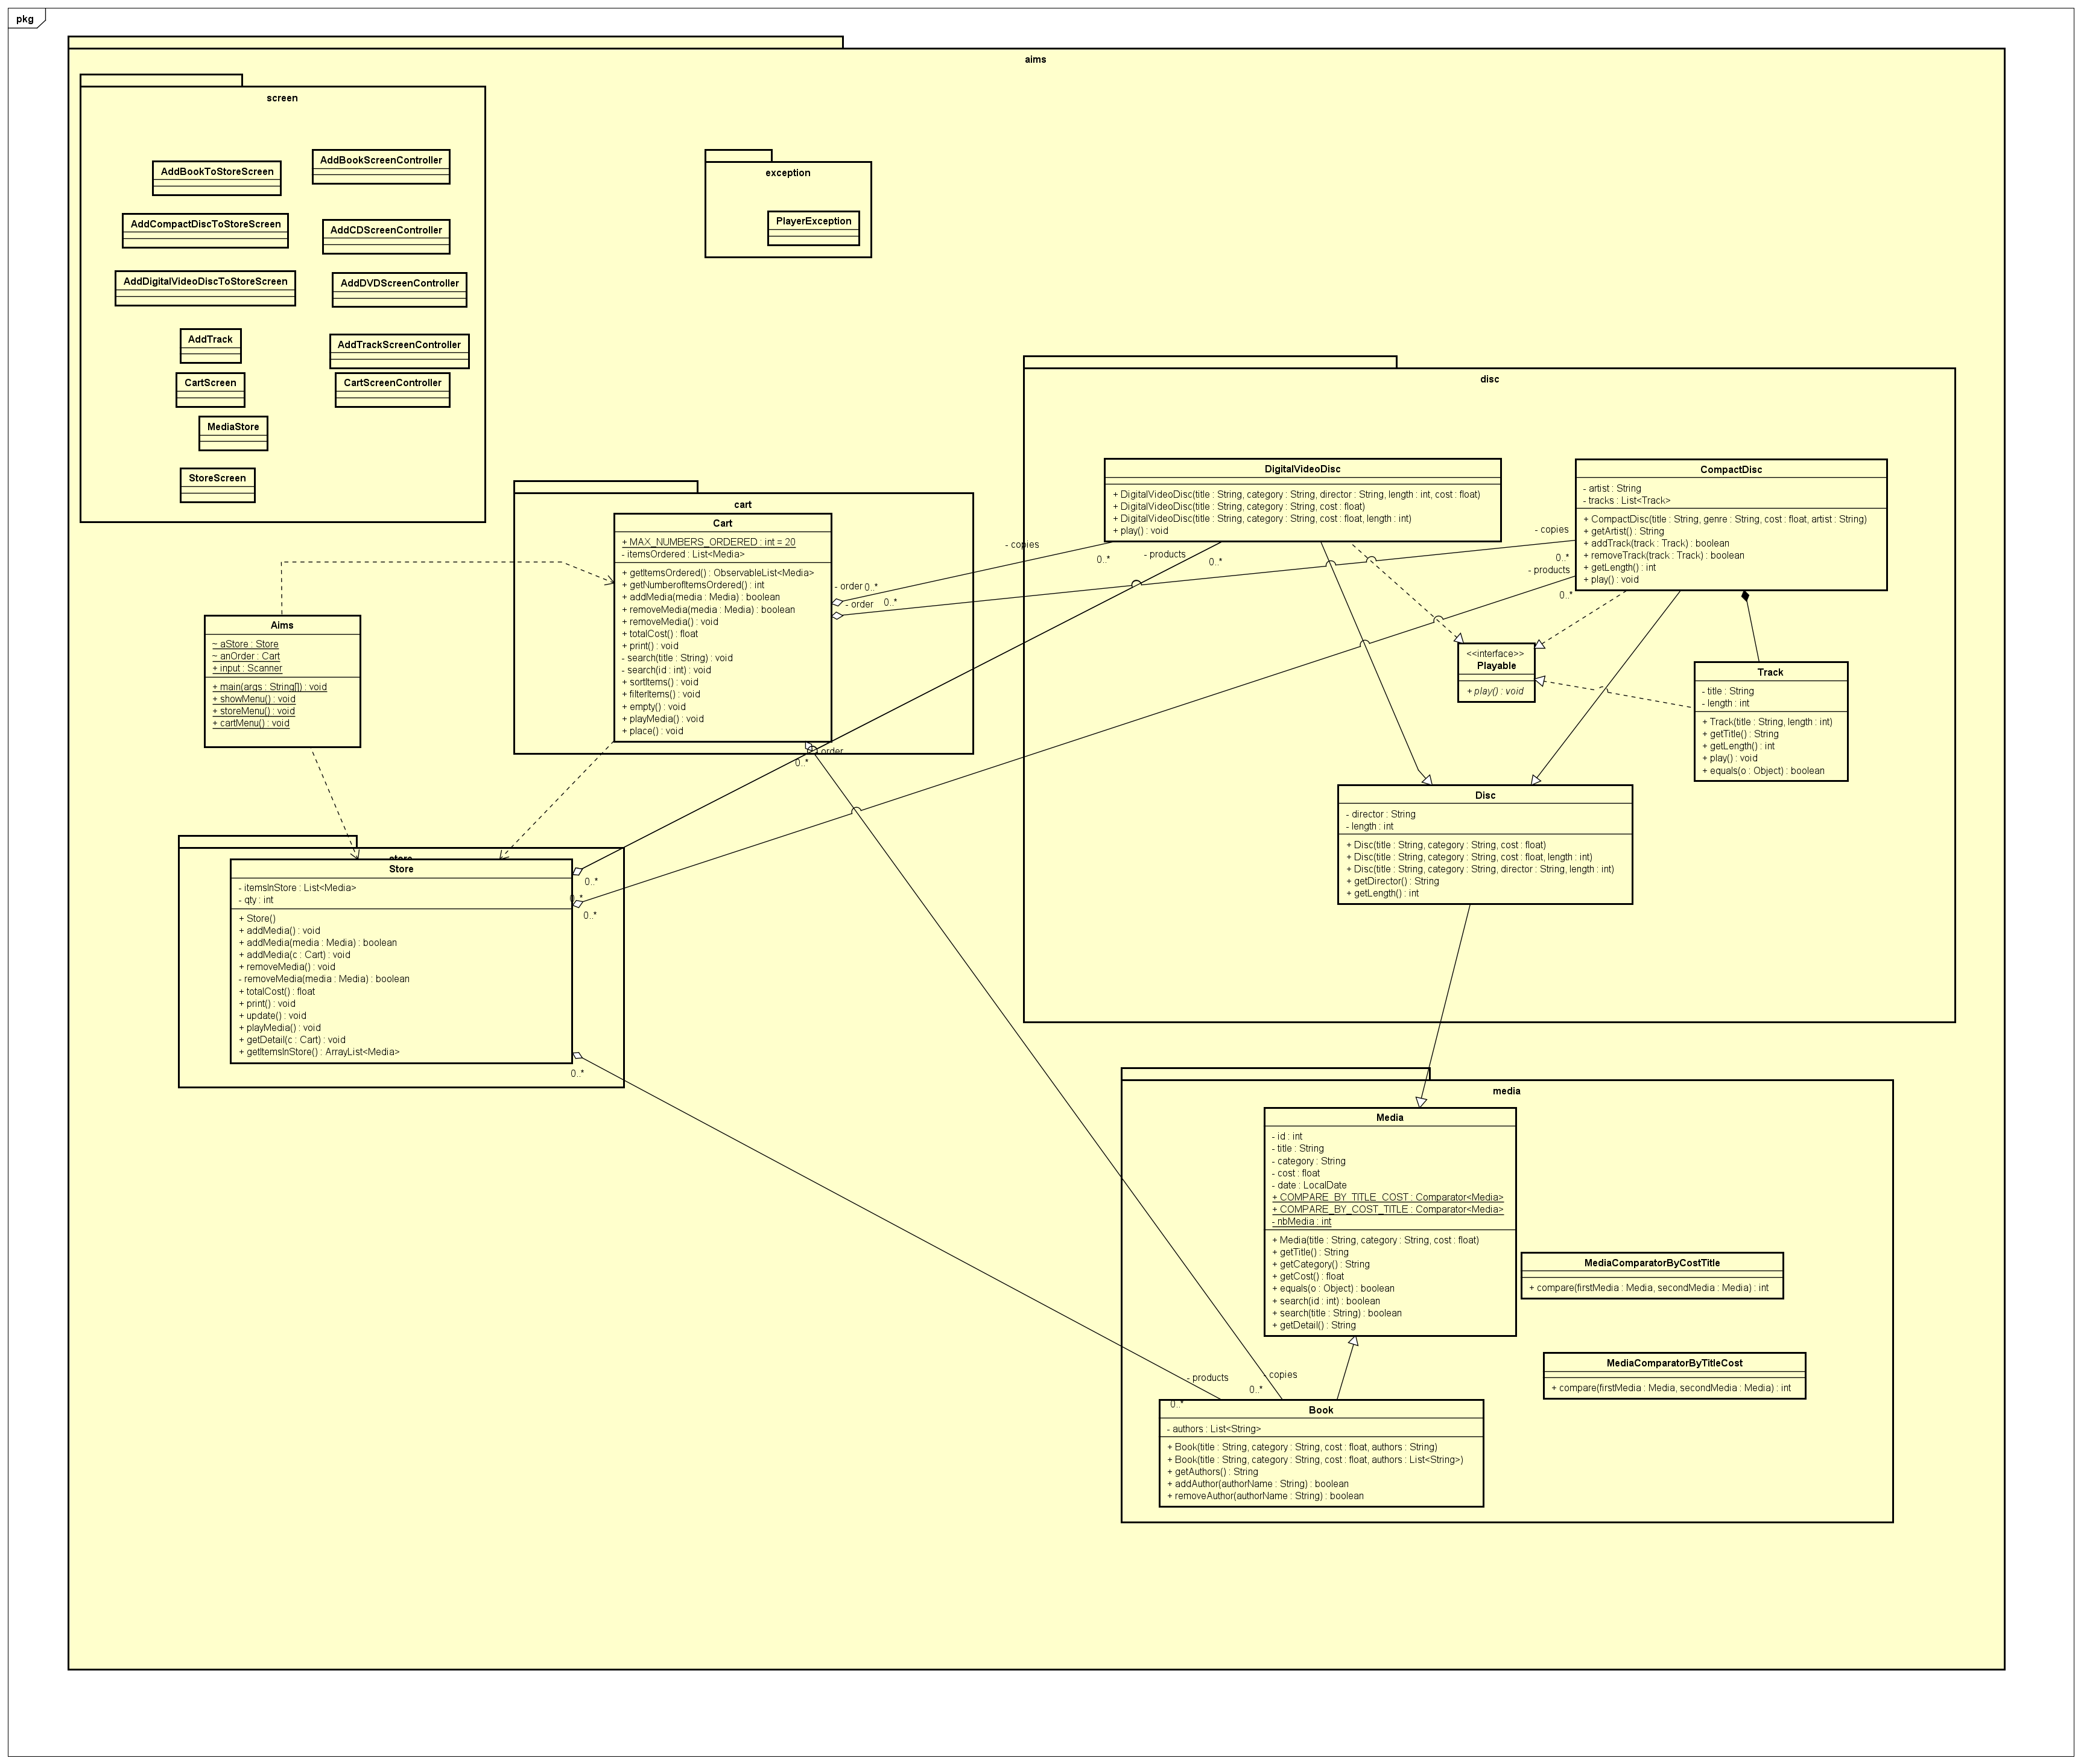 pkg
aims
screen
AddBookToStoreScreen
AddBookScreenController
AddCompactDiscToStoreScreen
AddCDScreenController
AddDigitalVideoDiscToStoreScreen
AddDVDScreenController
AddTrack
AddTrackScreenController
CartScreen
CartScreenController
MediaStore
StoreScreen
exception
PlayerException
cart
Cart
+ MAX_NUMBERS_ORDERED : int = 20
- itemsOrdered : List<Media>
+ getItemsOrdered() : ObservableList<Media>
+ getNumberofItemsOrdered() : int
+ addMedia(media : Media) : boolean
+ removeMedia(media : Media) : boolean
+ removeMedia() : void
+ totalCost() : float
+ print() : void
- search(title : String) : void
- search(id : int) : void
+ sortItems() : void
+ filterItems() : void
+ empty() : void
+ playMedia() : void
+ place() : void
- order 0..*
- order 0..*
order
0..*
Aims
~ aStore : Store
~ anOrder : Cart
+ input : Scanner
+ main(args : String[]) : void
+ showMenu() : void
+ storeMenu() : void
+ cartMenu() : void
store
Store
- itemsInStore : List<Media>
- qty : int
+ Store()
+ addMedia() : void
+ addMedia(media : Media) : boolean
+ addMedia(c : Cart) : void
+ removeMedia() : void
- removeMedia(media : Media) : boolean
+ totalCost() : float
+ print() : void
+ update() : void
+ playMedia() : void
+ getDetail(c : Cart) : void
+ getItemsInStore() : ArrayList<Media>
0..*
0..*
0..*
0..*
disc
DigitalVideoDisc
+ DigitalVideoDisc(title : String, category : String, director : String, length : int, cost : float)
+ DigitalVideoDisc(title : String, category : String, cost : float)
+ DigitalVideoDisc(title : String, category : String, cost : float, length : int)
+ play() : void
- copies
0..*
- products
0..*
CompactDisc
- artist : String
- tracks : List<Track>
+ CompactDisc(title : String, genre : String, cost : float, artist : String)
+ getArtist() : String
+ addTrack(track : Track) : boolean
+ removeTrack(track : Track) : boolean
+ getLength() : int
+ play() : void
- copies
0..*
- products
0..*
<<interface>>
Playable
+ play() : void
Track
- title : String
- length : int
+ Track(title : String, length : int)
+ getTitle() : String
+ getLength() : int
+ play() : void
+ equals(o : Object) : boolean
Disc
- director : String
- length : int
+ Disc(title : String, category : String, cost : float)
+ Disc(title : String, category : String, cost : float, length : int)
+ Disc(title : String, category : String, director : String, length : int)
+ getDirector() : String
+ getLength() : int
media
Media
- id : int
- title : String
- category : String
- cost : float
- date : LocalDate
+ COMPARE_BY_TITLE_COST : Comparator<Media>
+ COMPARE_BY_COST_TITLE : Comparator<Media>
- nbMedia : int
+ Media(title : String, category : String, cost : float)
+ getTitle() : String
+ getCategory() : String
+ getCost() : float
+ equals(o : Object) : boolean
+ search(id : int) : boolean
+ search(title : String) : boolean
+ getDetail() : String
MediaComparatorByCostTitle
+ compare(firstMedia : Media, secondMedia : Media) : int
MediaComparatorByTitleCost
+ compare(firstMedia : Media, secondMedia : Media) : int
- products
0..*
- copies
0..*
Book
- authors : List<String>
+ Book(title : String, category : String, cost : float, authors : String)
+ Book(title : String, category : String, cost : float, authors : List<String>)
+ getAuthors() : String
+ addAuthor(authorName : String) : boolean
+ removeAuthor(authorName : String) : boolean